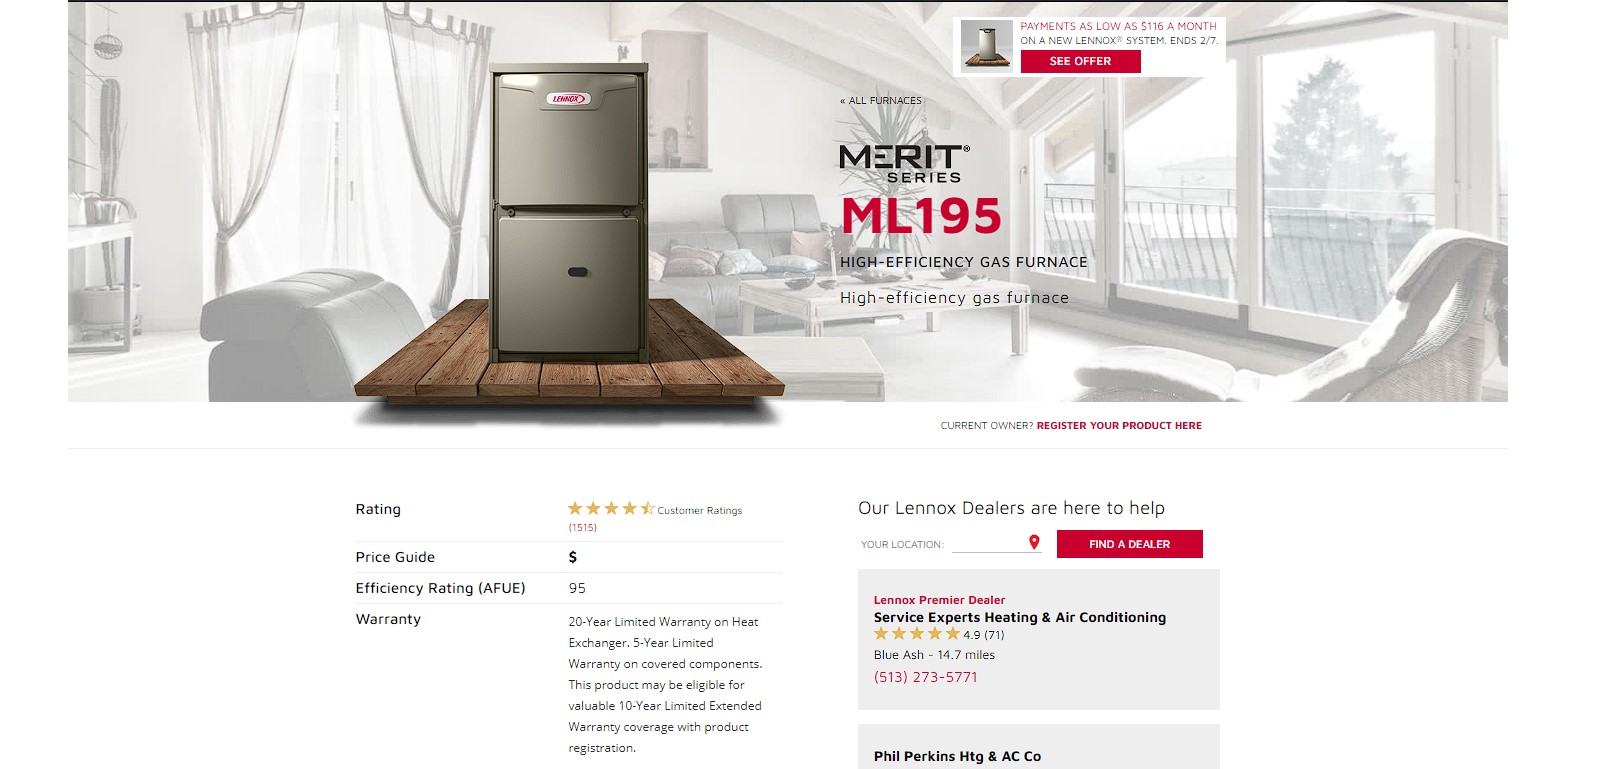 PAYMENTS AS LOW AS $116 A MONTH
ON A NEW LENNOX® SYSTEM. ENDS 2/7.
SEE OFFER
« ALL FURNACES
LENNOX
MERIT®
SERIES
ML195
HIGH-EFFICIENCY GAS FURNACE
High-efficiency gas furnace
CURRENT OWNER? REGISTER YOUR PRODUCT HERE
Rating
Customer Ratings
(1515)
Price Guide
$
Efficiency Rating (AFUE)
95
Warranty
20-Year Limited Warranty on Heat
Exchanger. 5-Year Limited
Warranty on covered components.
This product may be eligible for
valuable 10-Year Limited Extended
Warranty coverage with product
registration.
Our Lennox Dealers are here to help
YOUR LOCATION:
FIND A DEALER
Lennox Premier Dealer
Service Experts Heating & Air Conditioning
4.9 (71)
Blue Ash - 14.7 miles
(513) 273-5771
Phil Perkins Htg & AC Co